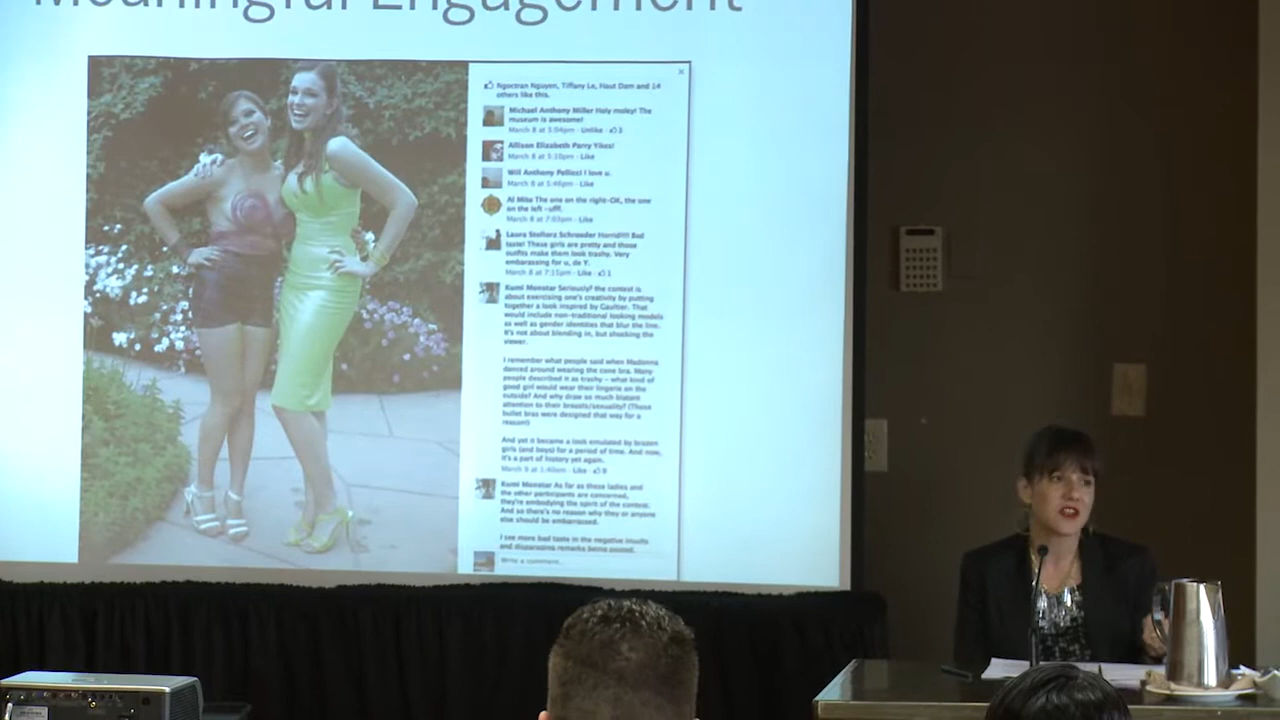 Meaningful Engagement
Ngoctran Nguyen, Tiffany Le, Haut Dam and 14
others like this.
Michael Anthony Miller Holy moley! The
museum is awesome!
March 8 at 5:04pm · Unlike · 3
Allison Elizabeth Parry Yikes!
March 8 at 5:10pm · Like
Will Anthony Pellicci I love u.
March 8 at 5:46pm · Like
Al Mite The one on the right-OK, the one
on the left -ufff.
March 8 at 7:03pm · Like
Laura Schroeder Horrid!!!! Bad
taste! These girls are pretty and those
outfits make them look trashy. Very
embarassing for u, de Y.
March 8 at 7:15pm · Like · 1
Kumi Monster Seriously? the contest is
about exercising one's creativity by putting
together a look inspired by Gaultier. That
would include non-traditional looking models
as well as gender identities that blur the line.
It's not about blending in, but shocking the
viewer.
I remember what people said when Madonna
danced around wearing the cone bra. Many
people described it as trashy - what kind of
good girl would wear their lingerie on the
outside? And why draw so much blatant
attention to their breasts/sexuality? (Those
bullet bras were designed that way for a
reason!)
And yet it became a look emulated by brazen
girls (and boys) for a period of time. And now,
it's a part of history yet again.
March 9 at 1:40am · Like · 9
Kumi Monster As far as these ladies and
the other participants are concerned,
they're embodying the spirit of the contest.
And so there's no reason why they or anyone
else should be embarrassed.
I see more bad taste in the negative insults
and disparaging remarks being posted.
Write a comment...